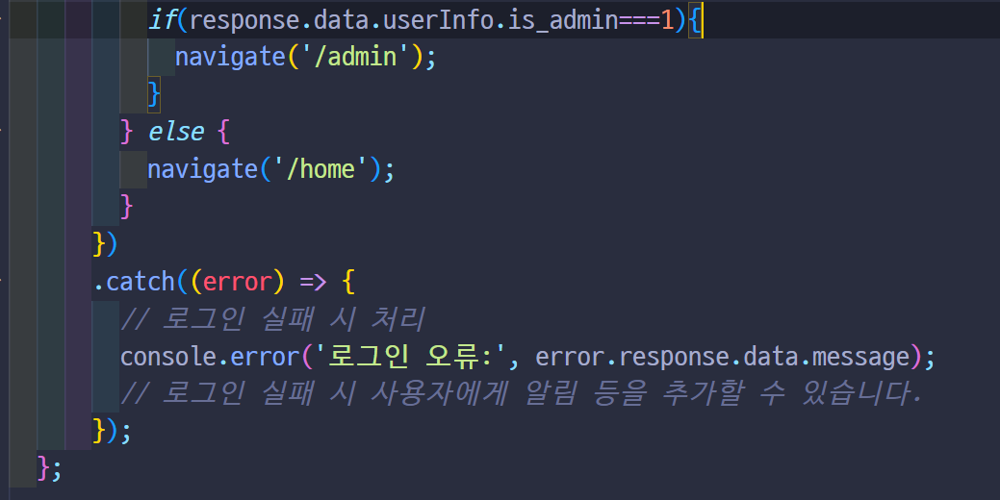 if(response.data.userInfo.is_admin===1){
navigate('/admin');
}
} else {
navigate('/home');
}
})
.catch((error) => {
// 로그인 실패 시 처리
console.error('로그인 오류:', error.response.data.message);
// 로그인 실패 시 사용자에게 알림 등을 추가할 수 있습니다.
});
};